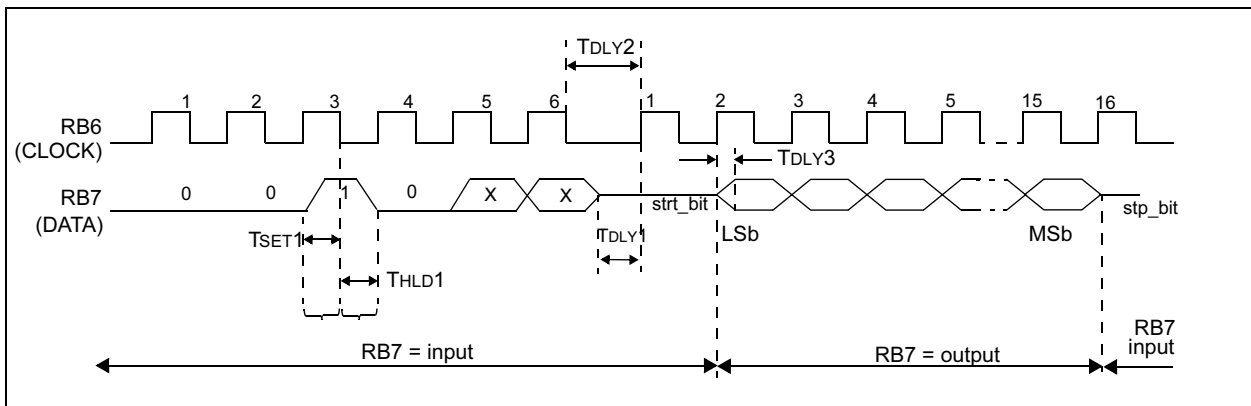 TDLY2
1 2 3 4 5 6 1 2 3 4 5 15 16
RB6
(CLOCK)
TDLY3
RB7
(DATA)
0 0 1 0 X X strt_bit stp_bit
TSET1
TDLY1
LSb MSb
THLD1
RB7 = input
RB7 = output
RB7
input